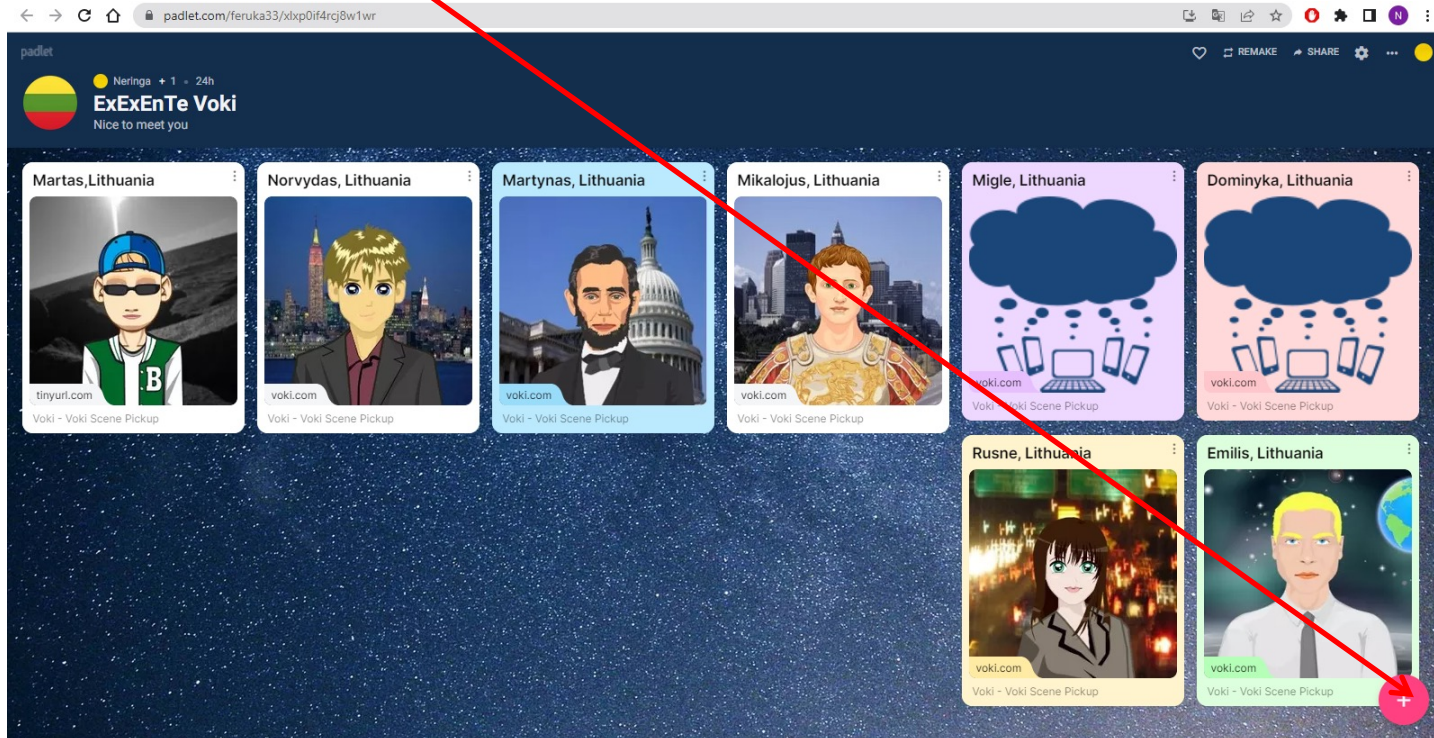 padlet.com/feruka33/xlxp0if4rcj8w1wr
N
padlet
REMAKE
SHARE
Neringa + 1 • 24h
ExExEnTe Voki
Nice to meet you
Martas,Lithuania
B
tinyurl.com
Voki - Voki Scene Pickup
Norvydas, Lithuania
voki.com
Voki - Voki Scene Pickup
Martynas, Lithuania
voki.com
Voki - Voki Scene Pickup
Mikalojus, Lithuania
voki.com
Voki - Voki Scene Pickup
Migle, Lithuania
voki.com
Voki - Voki Scene Pickup
Dominyka, Lithuania
voki.com
Voki - Voki Scene Pickup
Rusne, Lithuania
voki.com
Voki - Voki Scene Pickup
Emilis, Lithuania
voki.com
Voki - Voki Scene Pickup
+